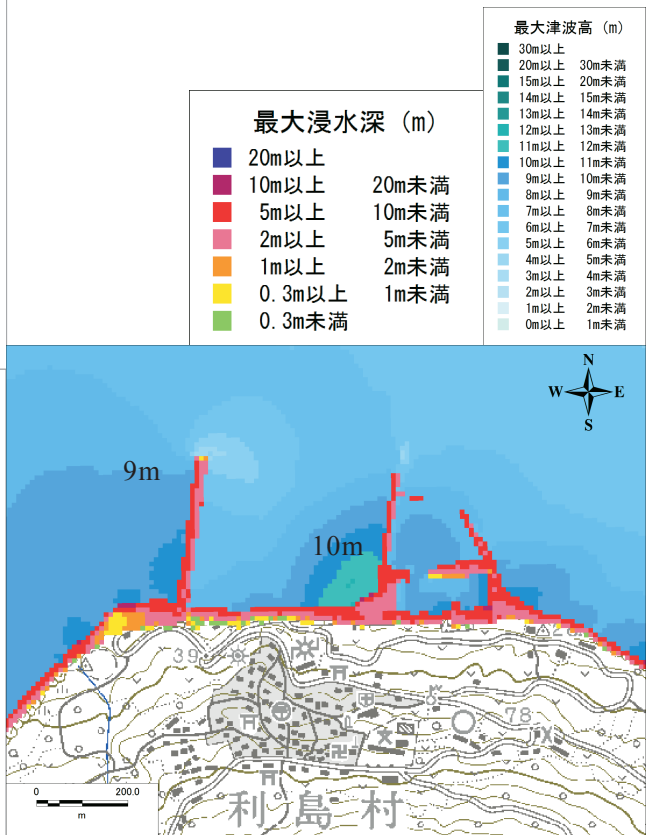 最大津波高 (m)
30m以上
20m以上 30m未満
15m以上 20m未満
14m以上 15m未満
13m以上 14m未満
12m以上 13m未満
11m以上 12m未満
10m以上 11m未満
9m以上 10m未満
8m以上 9m未満
7m以上 8m未満
6m以上 7m未満
5m以上 6m未満
4m以上 5m未満
3m以上 4m未満
2m以上 3m未満
1m以上 2m未満
0m以上 1m未満
最大浸水深 (m)
20m以上
10m以上 20m未満
5m以上 10m未満
2m以上 5m未満
1m以上 2m未満
0.3m以上 1m未満
0.3m未満
N
W E
S
9m
10m
39
78
0 200.0
m
利島村